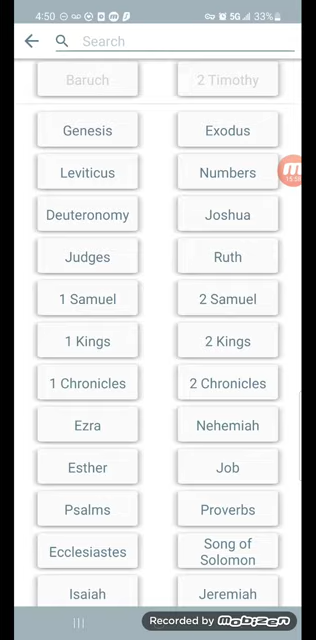 4:50 5G 33%
Search
Baruch 2 Timothy
Genesis Exodus
Leviticus Numbers
Deuteronomy Joshua
Judges Ruth
1 Samuel 2 Samuel
1 Kings 2 Kings
1 Chronicles 2 Chronicles
Ezra Nehemiah
Esther Job
Psalms Proverbs
Ecclesiastes Song of
Solomon
Isaiah Jeremiah
Recorded by mobizen